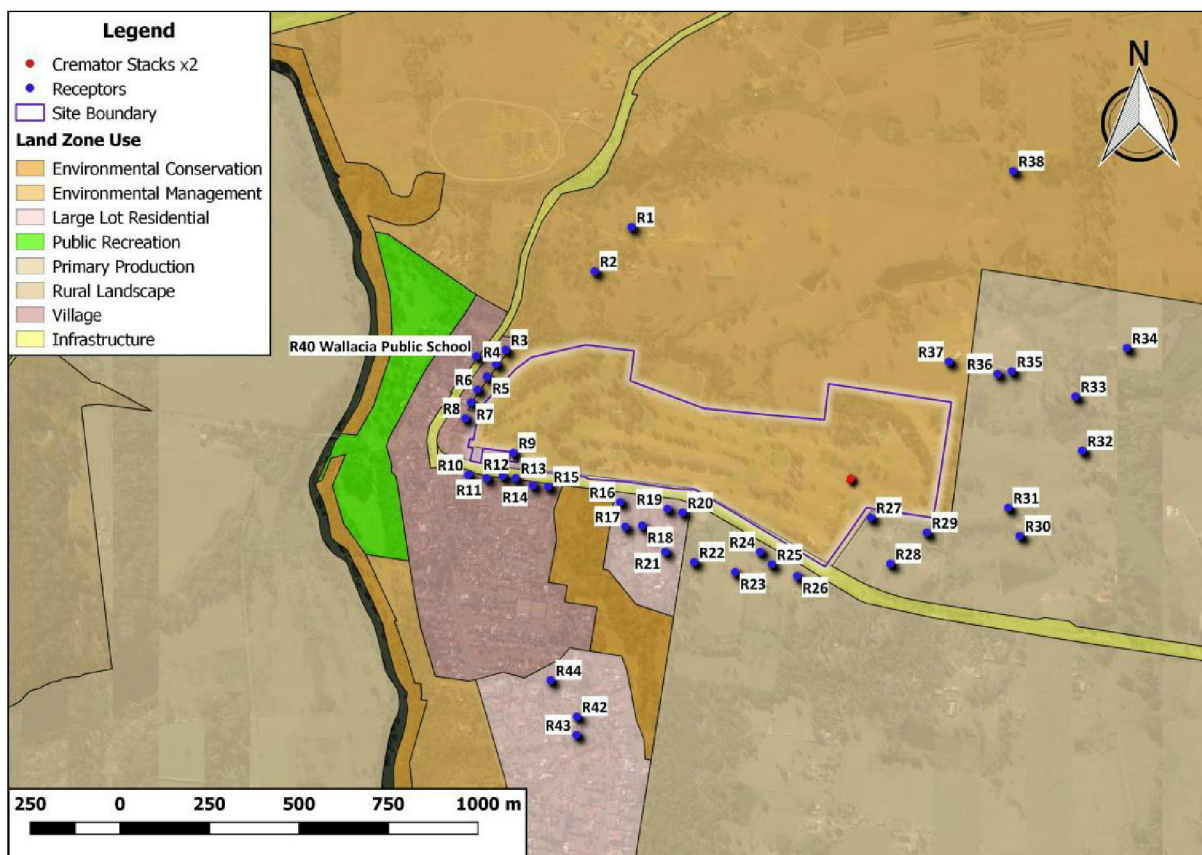 Legend
Cremator Stacks x2
Receptors
Site Boundary
Land Zone Use
Environmental Conservation
Environmental Management
Large Lot Residential
Public Recreation
Primary Production
Rural Landscape
Village
Infrastructure
N
R38
R1
R2
R3
R40 Wallacia Public School
R4
R34
R37
R36
R35
R6
R5
R33
R8
R7
R9
R32
R10
R12
R13
R11
R14
R15
R16
R19
R20
R31
R27
R17
R18
R29
R30
R21
R22
R24
R25
R28
R23
R26
R44
R42
R43
250 0 250 500 750 1000 m